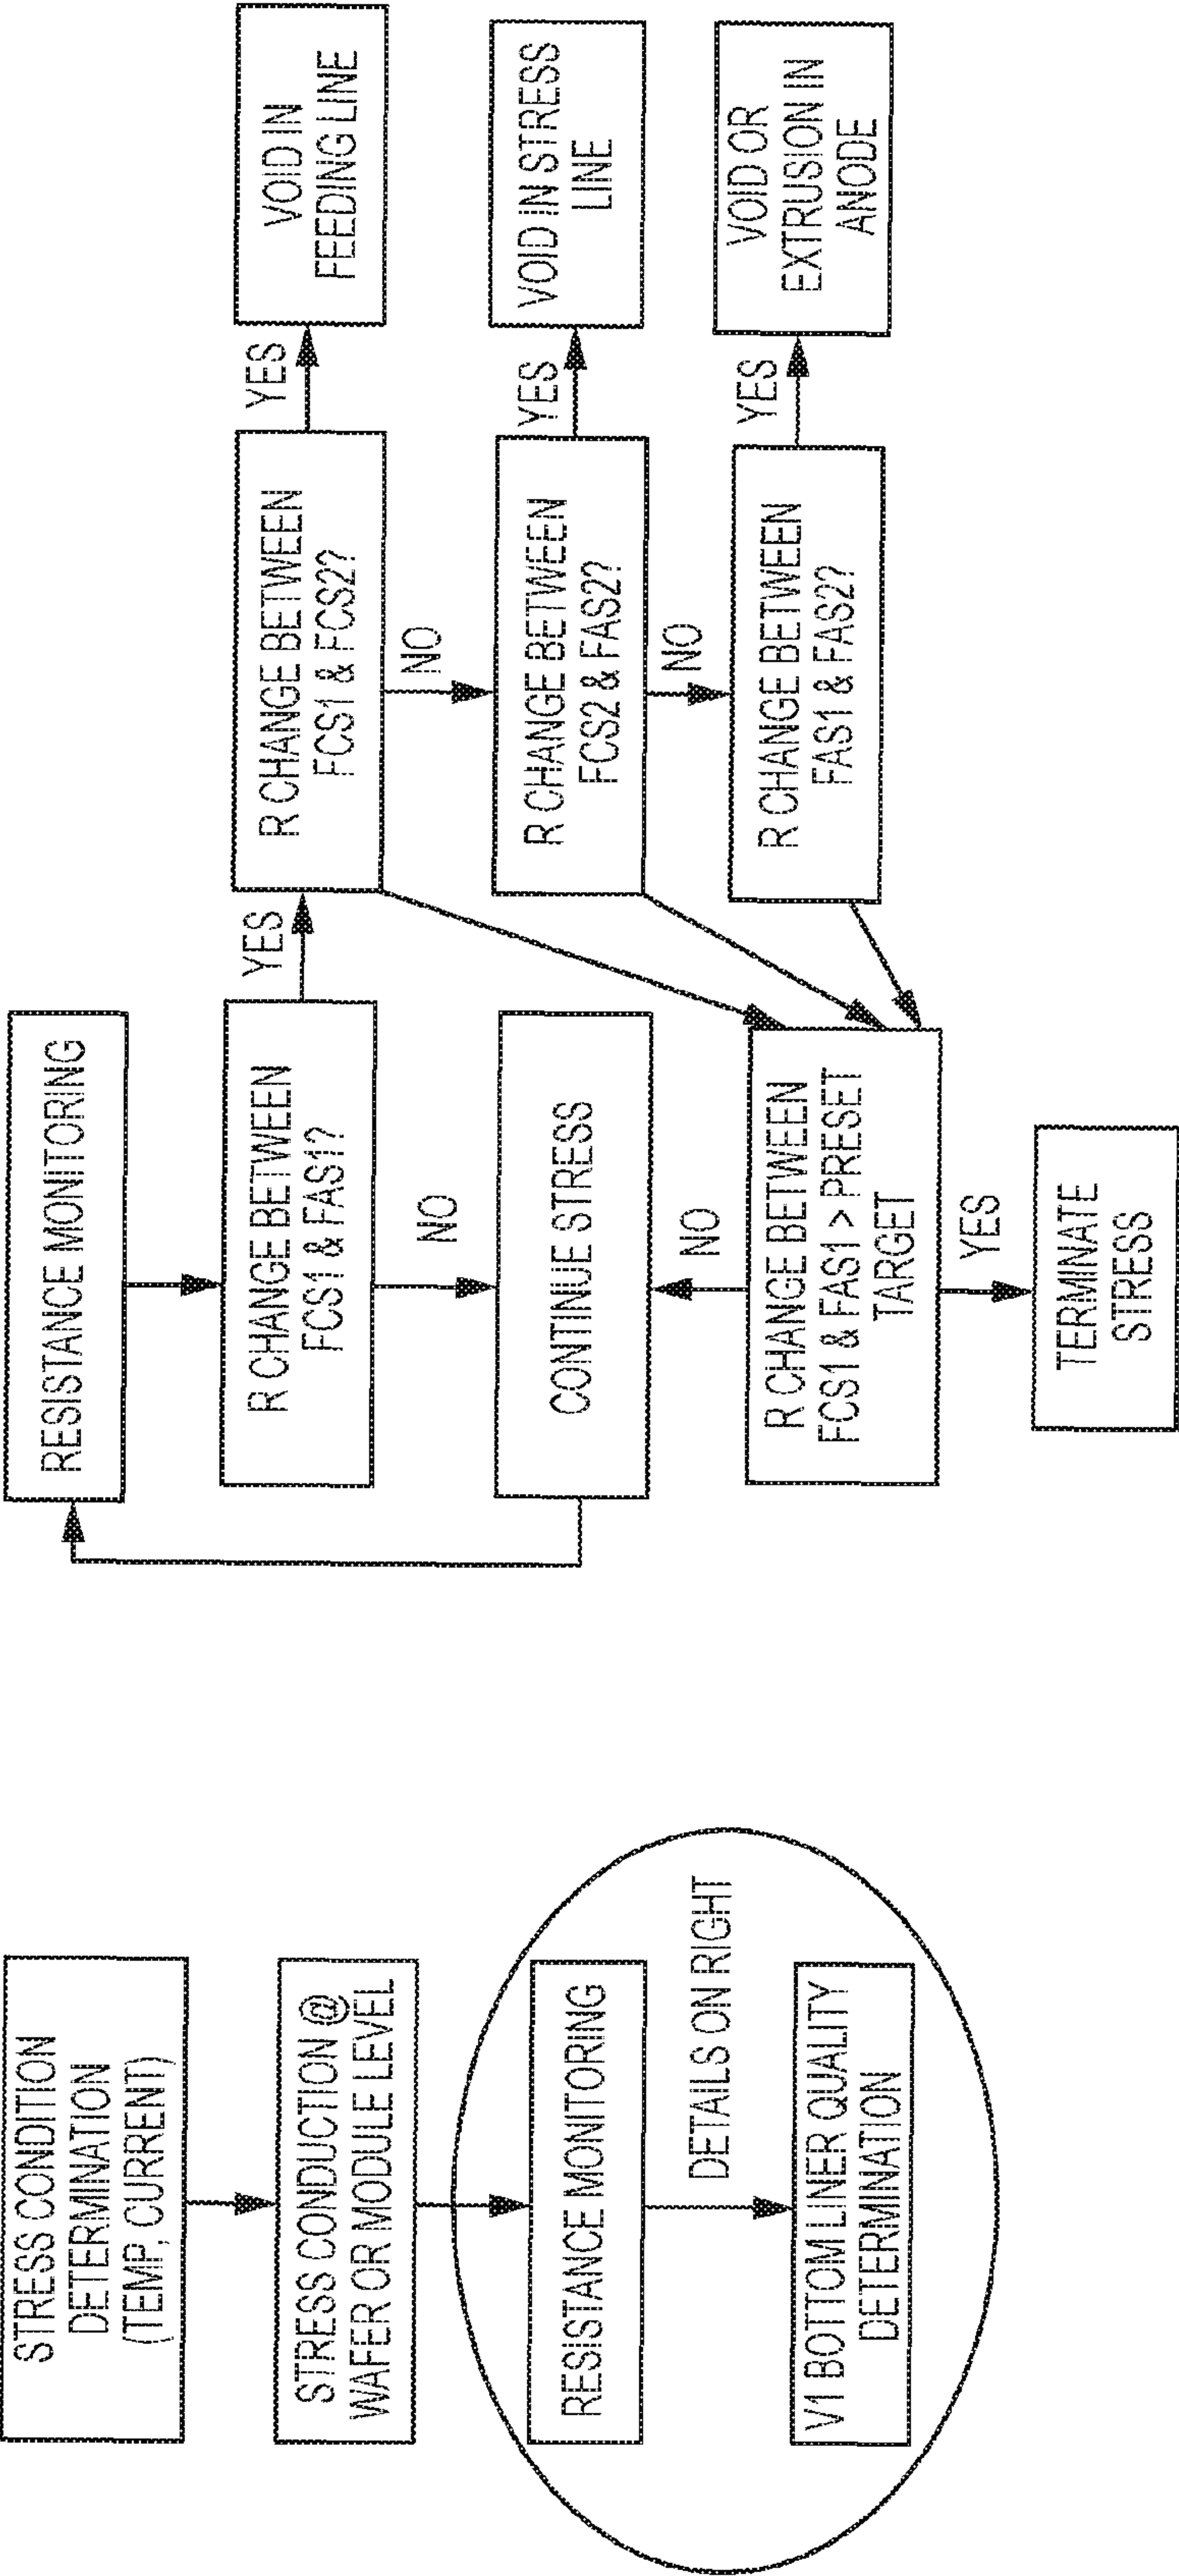 STRESS CONDITION
DETERMINATION
(TEMP, CURRENT)
STRESS CONDUCTION @
WAFER OR MODULE LEVEL
RESISTANCE MONITORING
DETAILS ON RIGHT
V1 BOTTOM LINER QUALITY
DETERMINATION
RESISTANCE MONITORING
R CHANGE BETWEEN
FCS1 & FAS1?
YES
NO
CONTINUE STRESS
NO
R CHANGE BETWEEN
FCS1 & FAS1 > PRESET
TARGET
YES
TERMINATE
STRESS
R CHANGE BETWEEN
FCS1 & FCS2?
YES
VOID IN
FEEDING LINE
NO
R CHANGE BETWEEN
FCS2 & FAS2?
YES
VOID IN STRESS
LINE
NO
R CHANGE BETWEEN
FAS1 & FAS2?
YES
VOID OR
EXTRUSION IN
ANODE